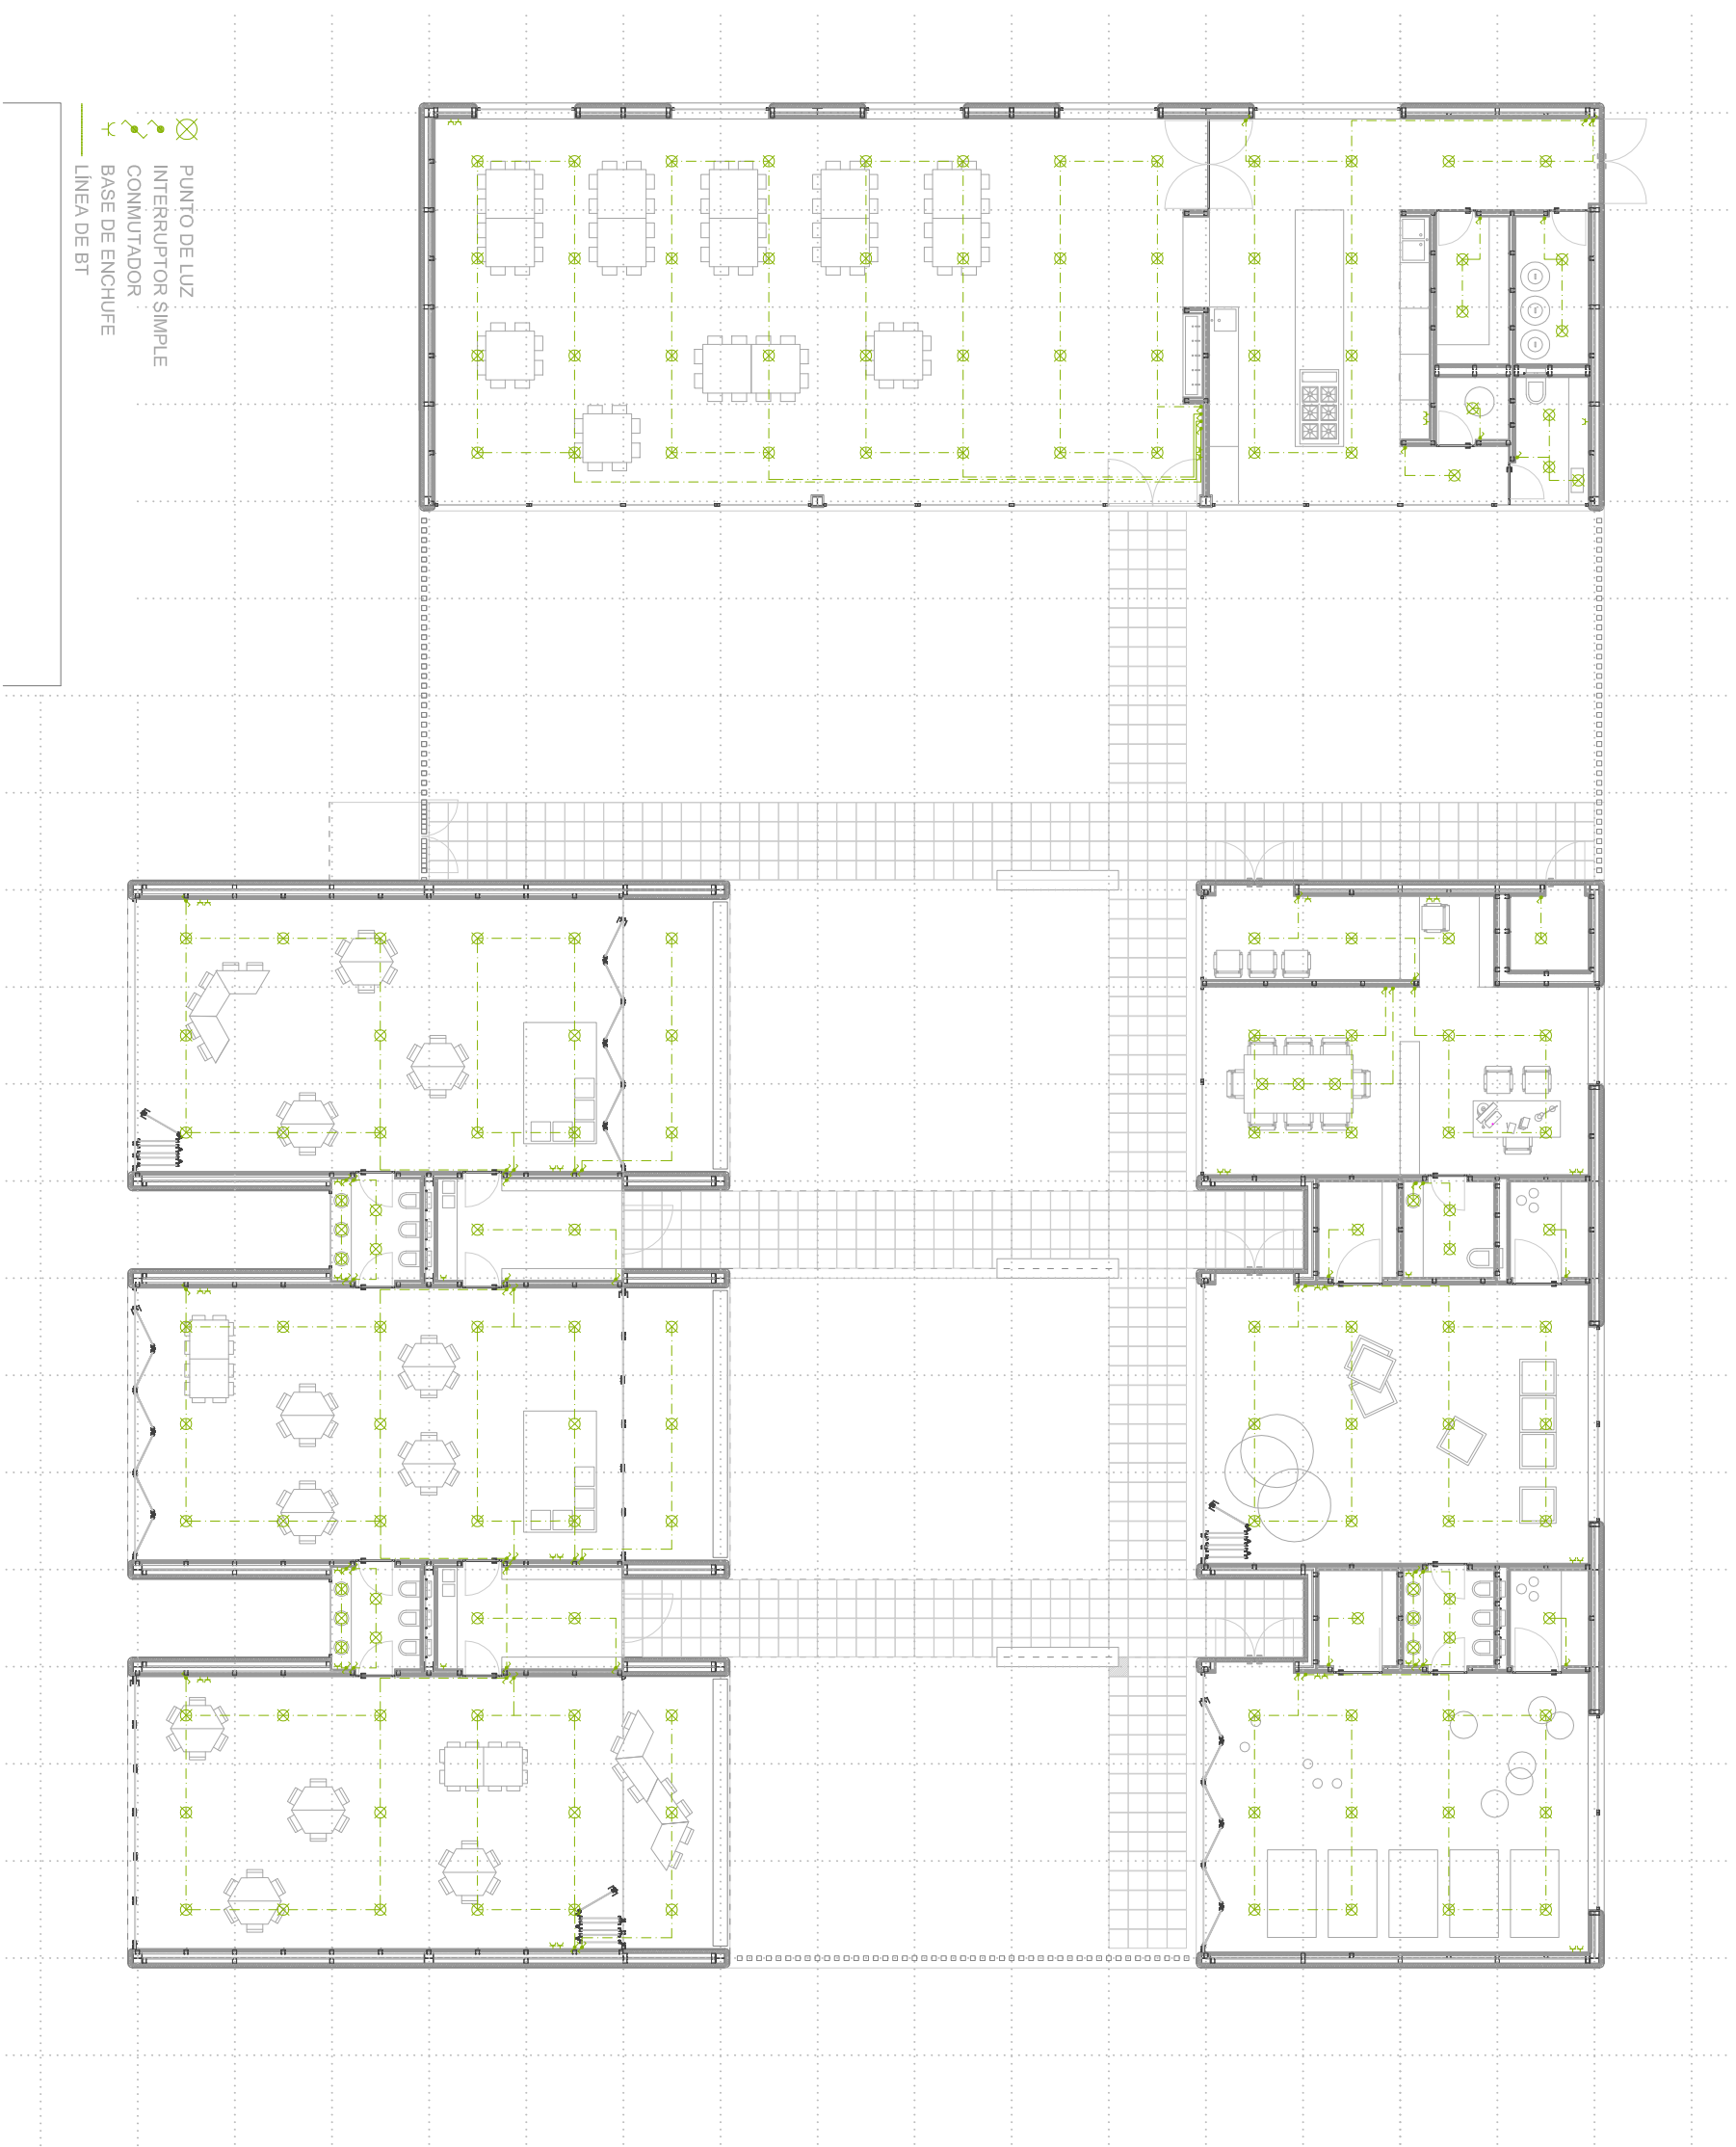 PUNTO DE LUZ
INTERRUPTOR SIMPLE
CONMUTADOR
BASE DE ENCHUFE
LÍNEA DE BT